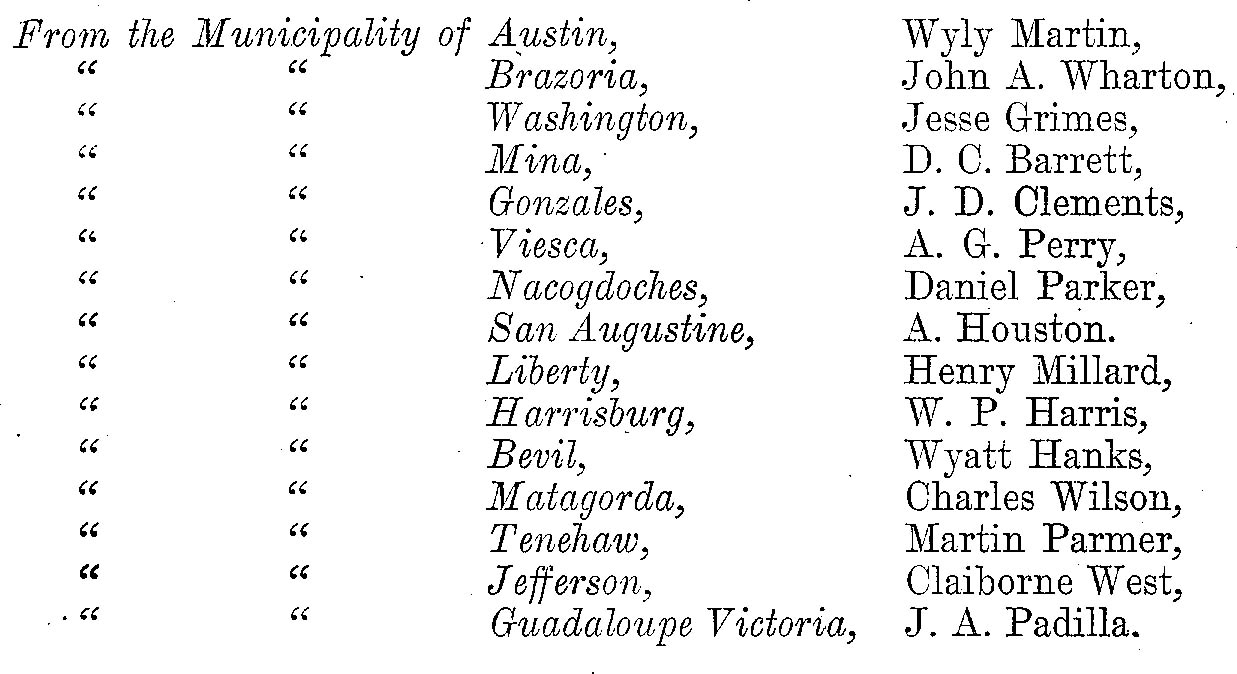 From the Municipality of Austin, Wyly Martin,
“ “ Brazoria, John A. Wharton,
“ “ Washington, Jesse Grimes,
“ “ Mina, D. C. Barrett,
“ “ Gonzales, J. D. Clements,
“ “ Viesca, A. G. Perry,
“ “ Nacogdoches, Daniel Parker,
“ “ San Augustine, A. Houston.
“ “ Liberty, Henry Millard,
“ “ Harrisburg, W. P. Harris,
“ “ Bevil, Wyatt Hanks,
“ “ Matagorda, Charles Wilson,
“ “ Tenehaw, Martin Parmer,
“ “ Jefferson, Claiborne West,
“ “ Guadaloupe Victoria, J. A. Padilla.